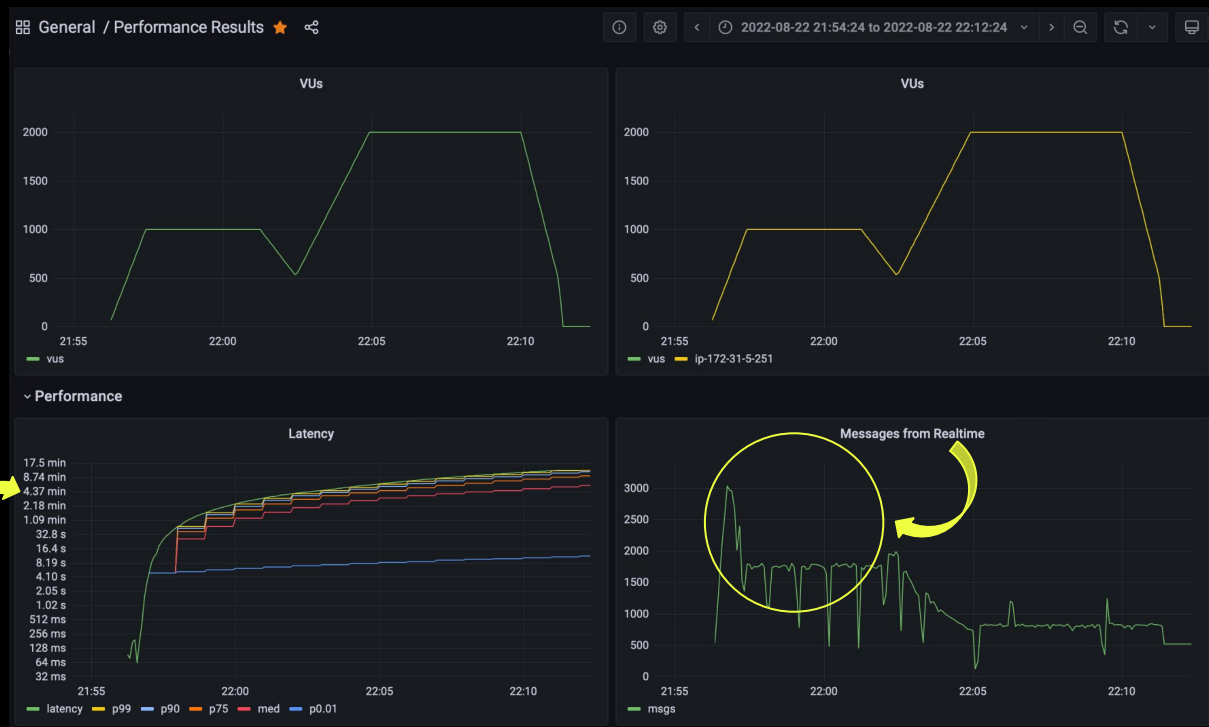 General / Performance Results
2022-08-22 21:54:24 to 2022-08-22 22:12:24
VUs
2000
1500
1000
500
0
21:55 22:00 22:05 22:10
vus
VUs
2000
1500
1000
500
0
21:55 22:00 22:05 22:10
vus ip-172-31-5-251
Performance
Latency
17.5 min
8.74 min
4.37 min
2.18 min
1.09 min
32.8 s
16.4 s
8.19 s
4.10 s
2.05 s
1.02 s
512 ms
256 ms
128 ms
64 ms
32 ms
21:55 22:00 22:05 22:10
latency p99 p90 p75 med p0.01
Messages from Realtime
3000
2500
2000
1500
1000
500
0
21:55 22:00 22:05 22:10
msgs